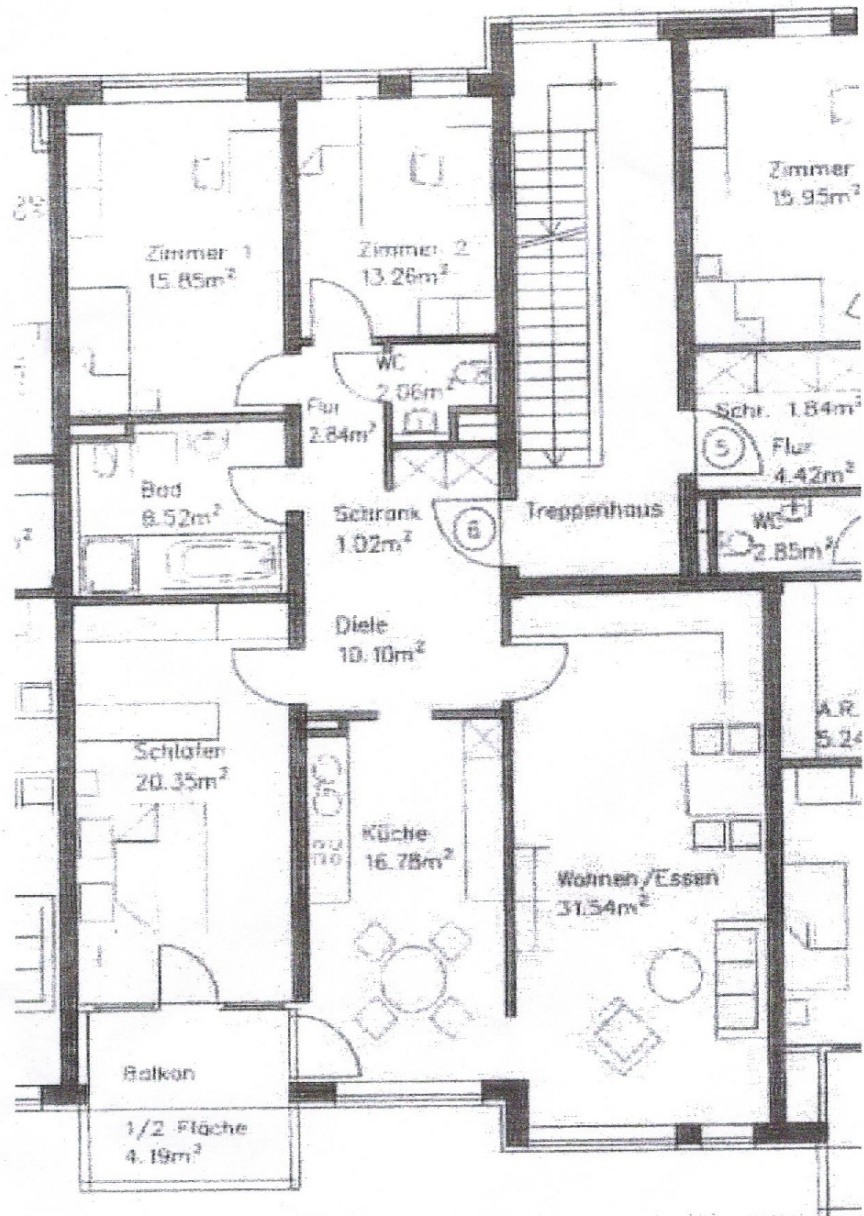 Zimmer 1
15.85m²
Zimmer 2
13.26m²
Zimmer
15.95m²
WC
2.06m²
Flur
2.84m²
Schr. 1.84m²
5
Flur
4.42m²
Bad
8.52m²
Schrank
1.02m²
6
Treppenhaus
WC
2.85m²
Diele
10.10m²
A.R.
5.24
Schlafen
20.35m²
Küche
16.78m²
Wohnen/Essen
31.54m²
Balkon
1/2 Fläche
4.19m²